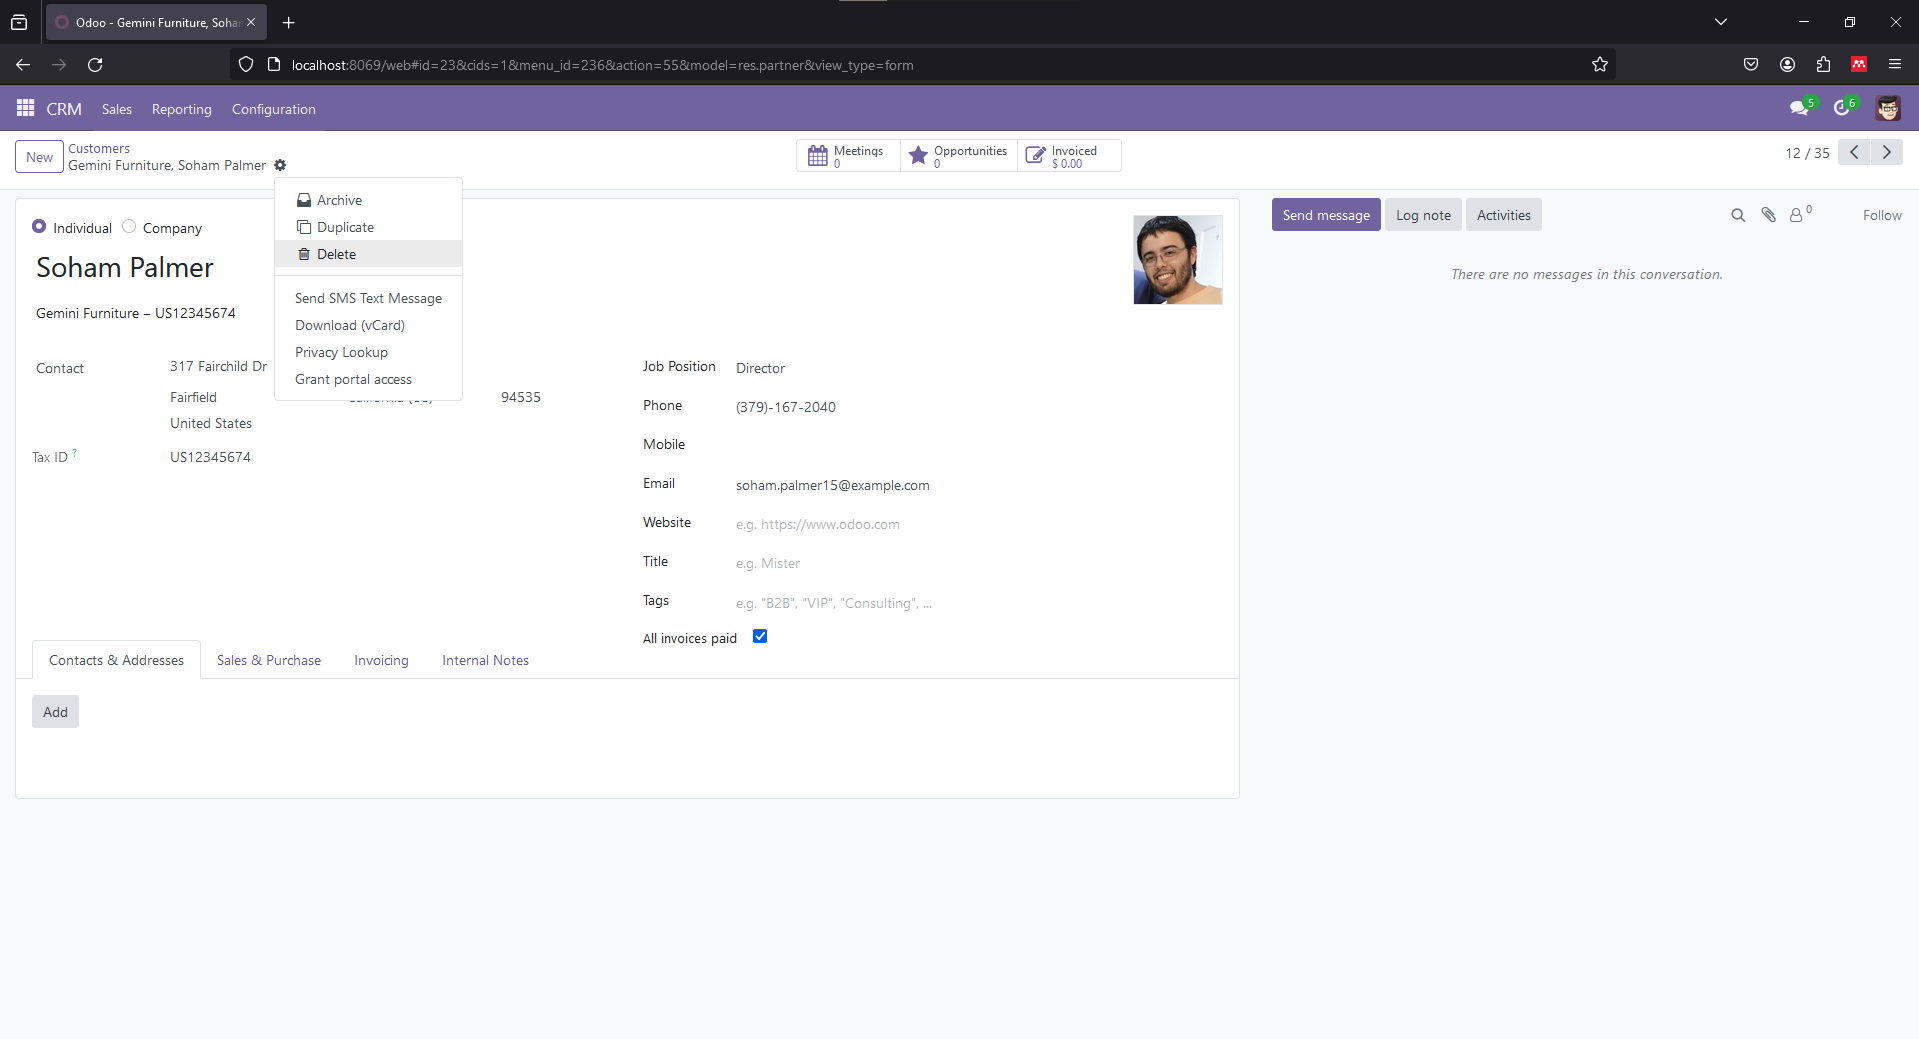 Odoo - Gemini Furniture, Soha
localhost:8069/web#id=23&cids=1&menu_id=236&action=55&model=res.partner&view_type=form
CRM Sales Reporting Configuration 5 6
New
Customers
Gemini Furniture, Soham Palmer
Meetings
0
Opportunities
0
Invoiced
$ 0.00
12 / 35
Archive
Duplicate
Delete
Send SMS Text Message
Download (vCard)
Privacy Lookup
Grant portal access
Individual Company
Soham Palmer
Gemini Furniture – US12345674
Contact 317 Fairchild Dr
Fairfield 94535
United States
Tax ID ? US12345674
Job Position Director
Phone (379)-167-2040
Mobile
Email soham.palmer15@example.com
Website e.g. https://www.odoo.com
Title e.g. Mister
Tags e.g. "B2B", "VIP", "Consulting", ...
All invoices paid
Contacts & Addresses Sales & Purchase Invoicing Internal Notes
Add
Send message Log note Activities 0 Follow
There are no messages in this conversation.